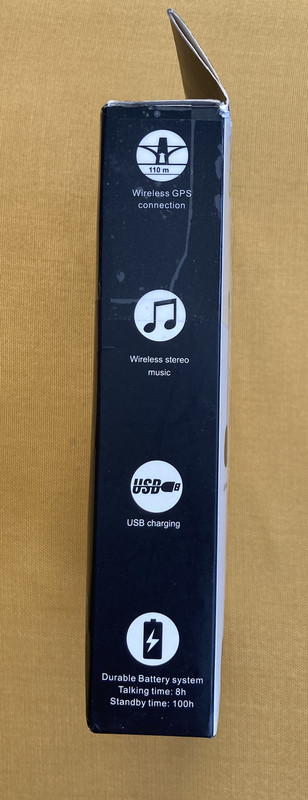 110 m
Wireless GPS
connection
Wireless stereo
music
USB
USB charging
Durable Battery system
Talking time: 8h
Standby time: 100h